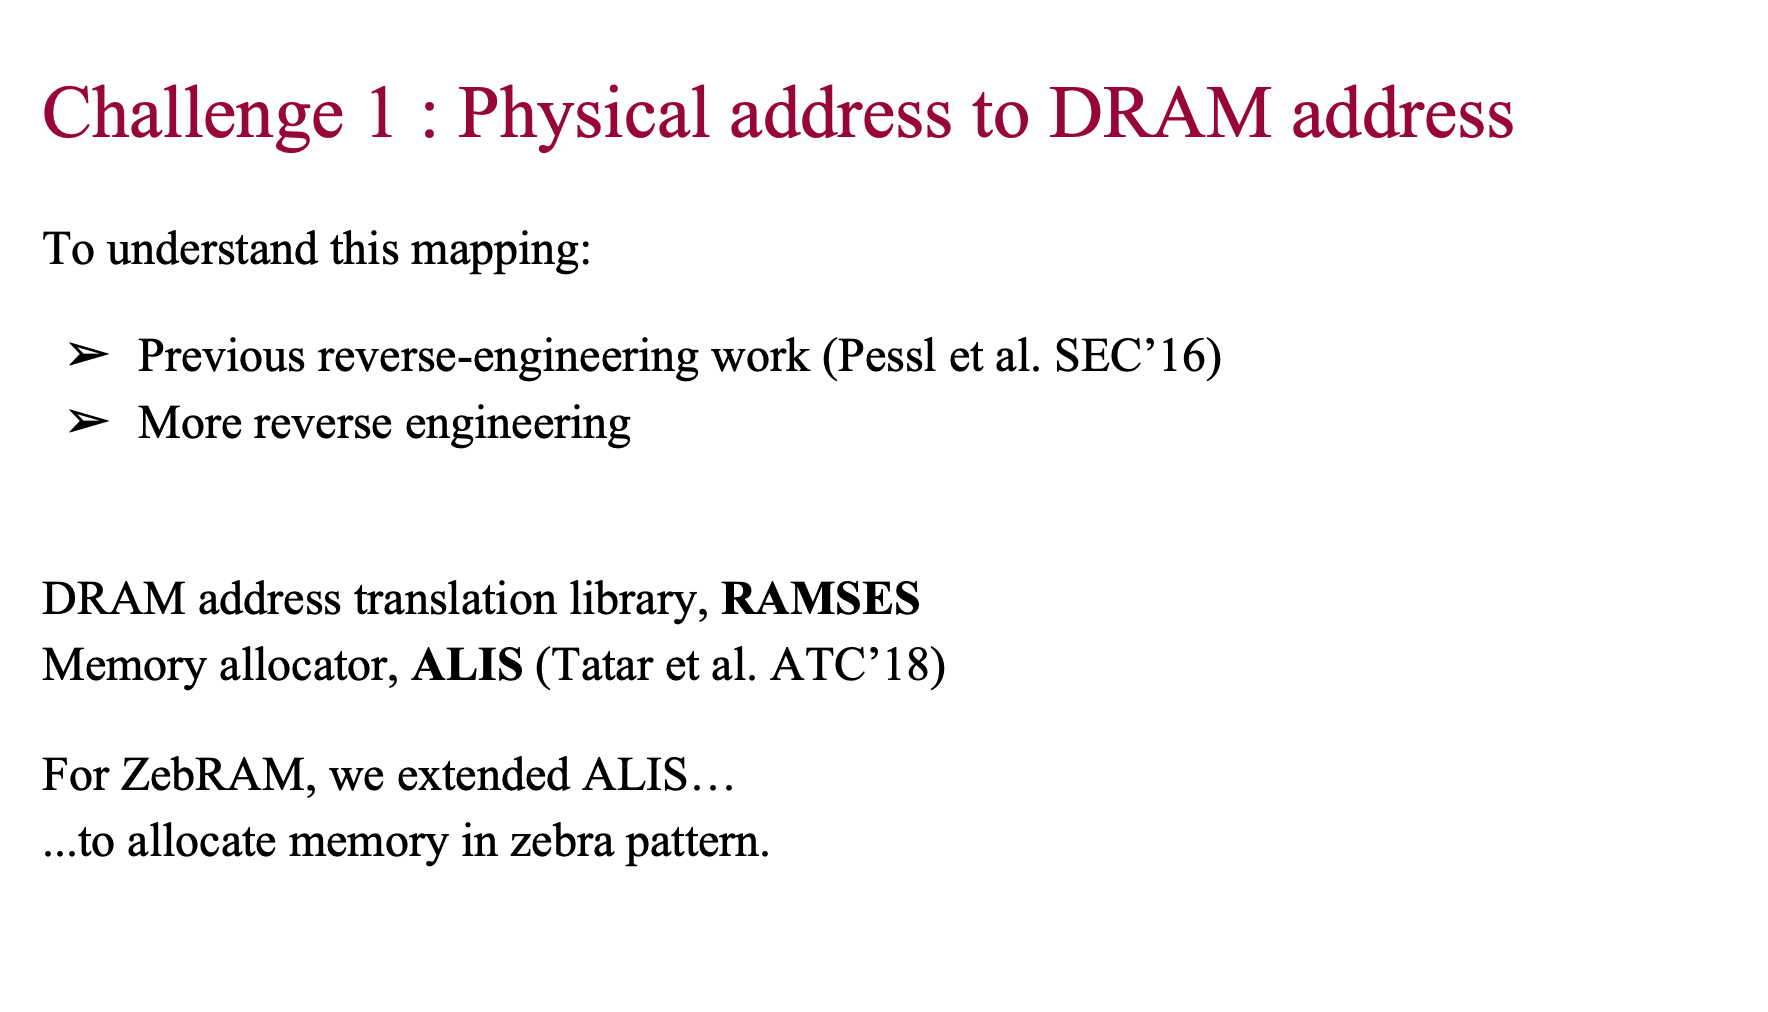 Challenge 1 : Physical address to DRAM address
To understand this mapping:
➢ Previous reverse-engineering work (Pessl et al. SEC’16)
➢ More reverse engineering
DRAM address translation library, RAMSES
Memory allocator, ALIS (Tatar et al. ATC’18)
For ZebRAM, we extended ALIS…
...to allocate memory in zebra pattern.